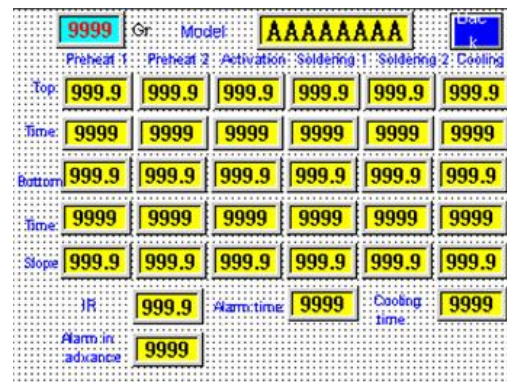 9999 Gr Model AAAAAAAA Bac
k
Preheat 1 Preheat 2 Activation Soldering 1 Soldering 2 Cooling
Top 999.9 999.9 999.9 999.9 999.9 999.9
Time 9999 9999 9999 9999 9999 9999
Bottom 999.9 999.9 999.9 999.9 999.9 999.9
Time 9999 9999 9999 9999 9999 9999
Slope 999.9 999.9 999.9 999.9 999.9 999.9
IR 999.9 Alarm time 9999 Cooling
time 9999
Alarm in
advance 9999